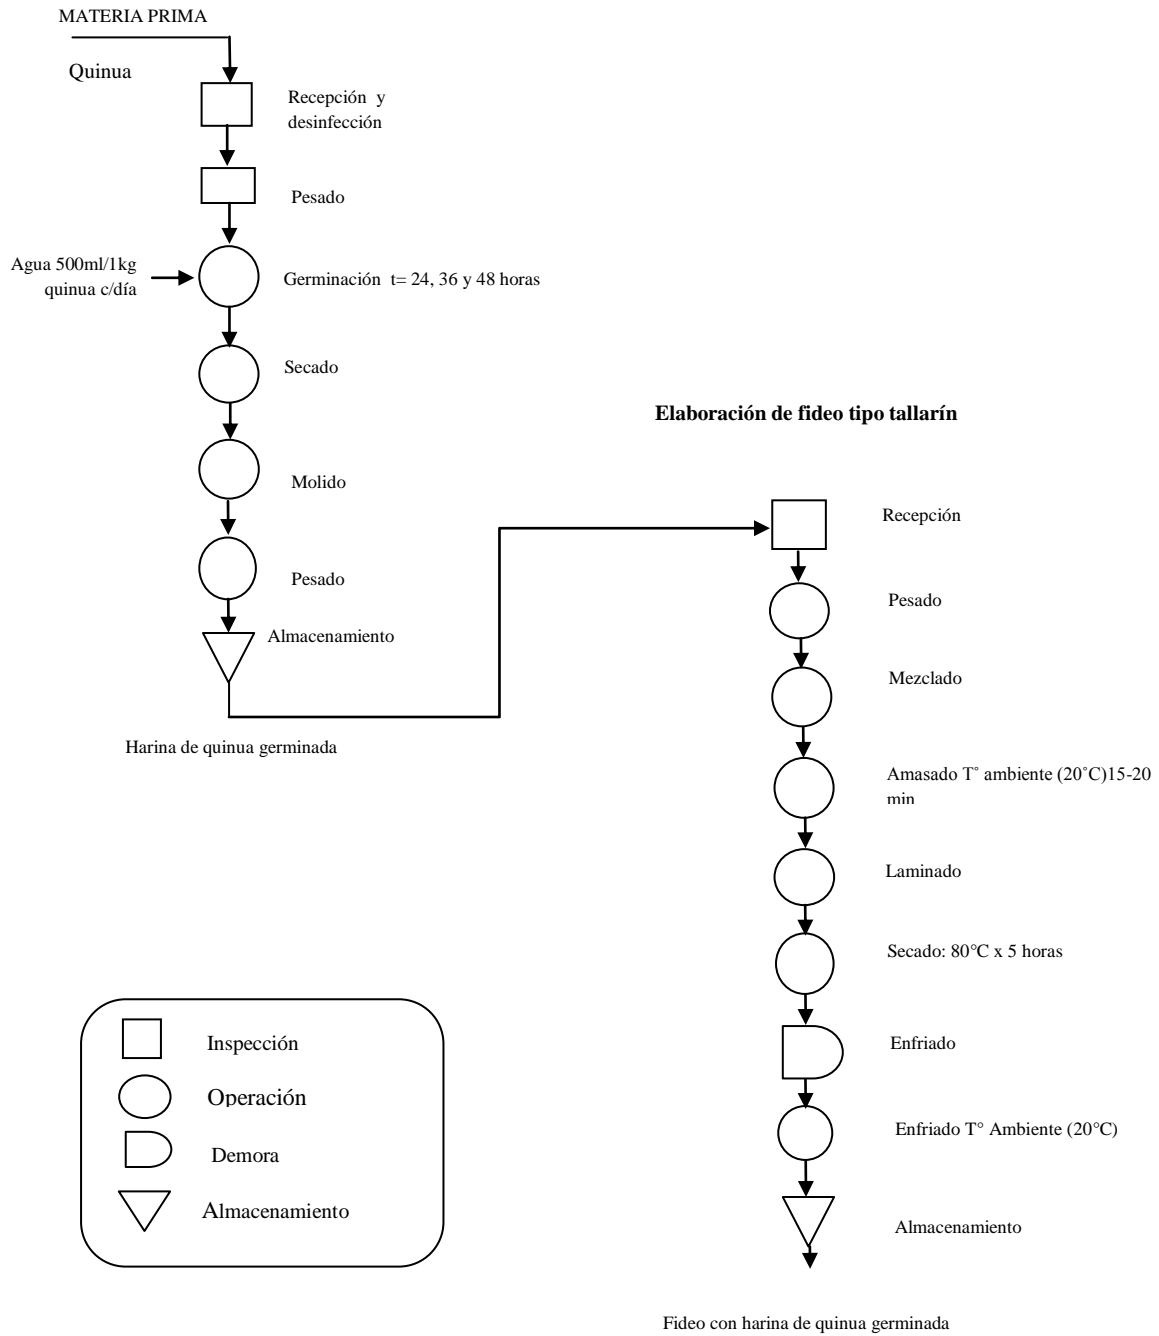 MATERIA PRIMA
Quinua
Recepción y
desinfección
Pesado
Agua 500ml/1kg
quinua c/día
Germinación t= 24, 36 y 48 horas
Secado
Molido
Pesado
Almacenamiento
Harina de quinua germinada
Elaboración de fideo tipo tallarín
Recepción
Pesado
Mezclado
Amasado T˚ ambiente (20˚C)15-20
min
Laminado
Secado: 80°C x 5 horas
Enfriado
Enfriado T° Ambiente (20°C)
Almacenamiento
Fideo con harina de quinua germinada
Inspección
Operación
Demora
Almacenamiento